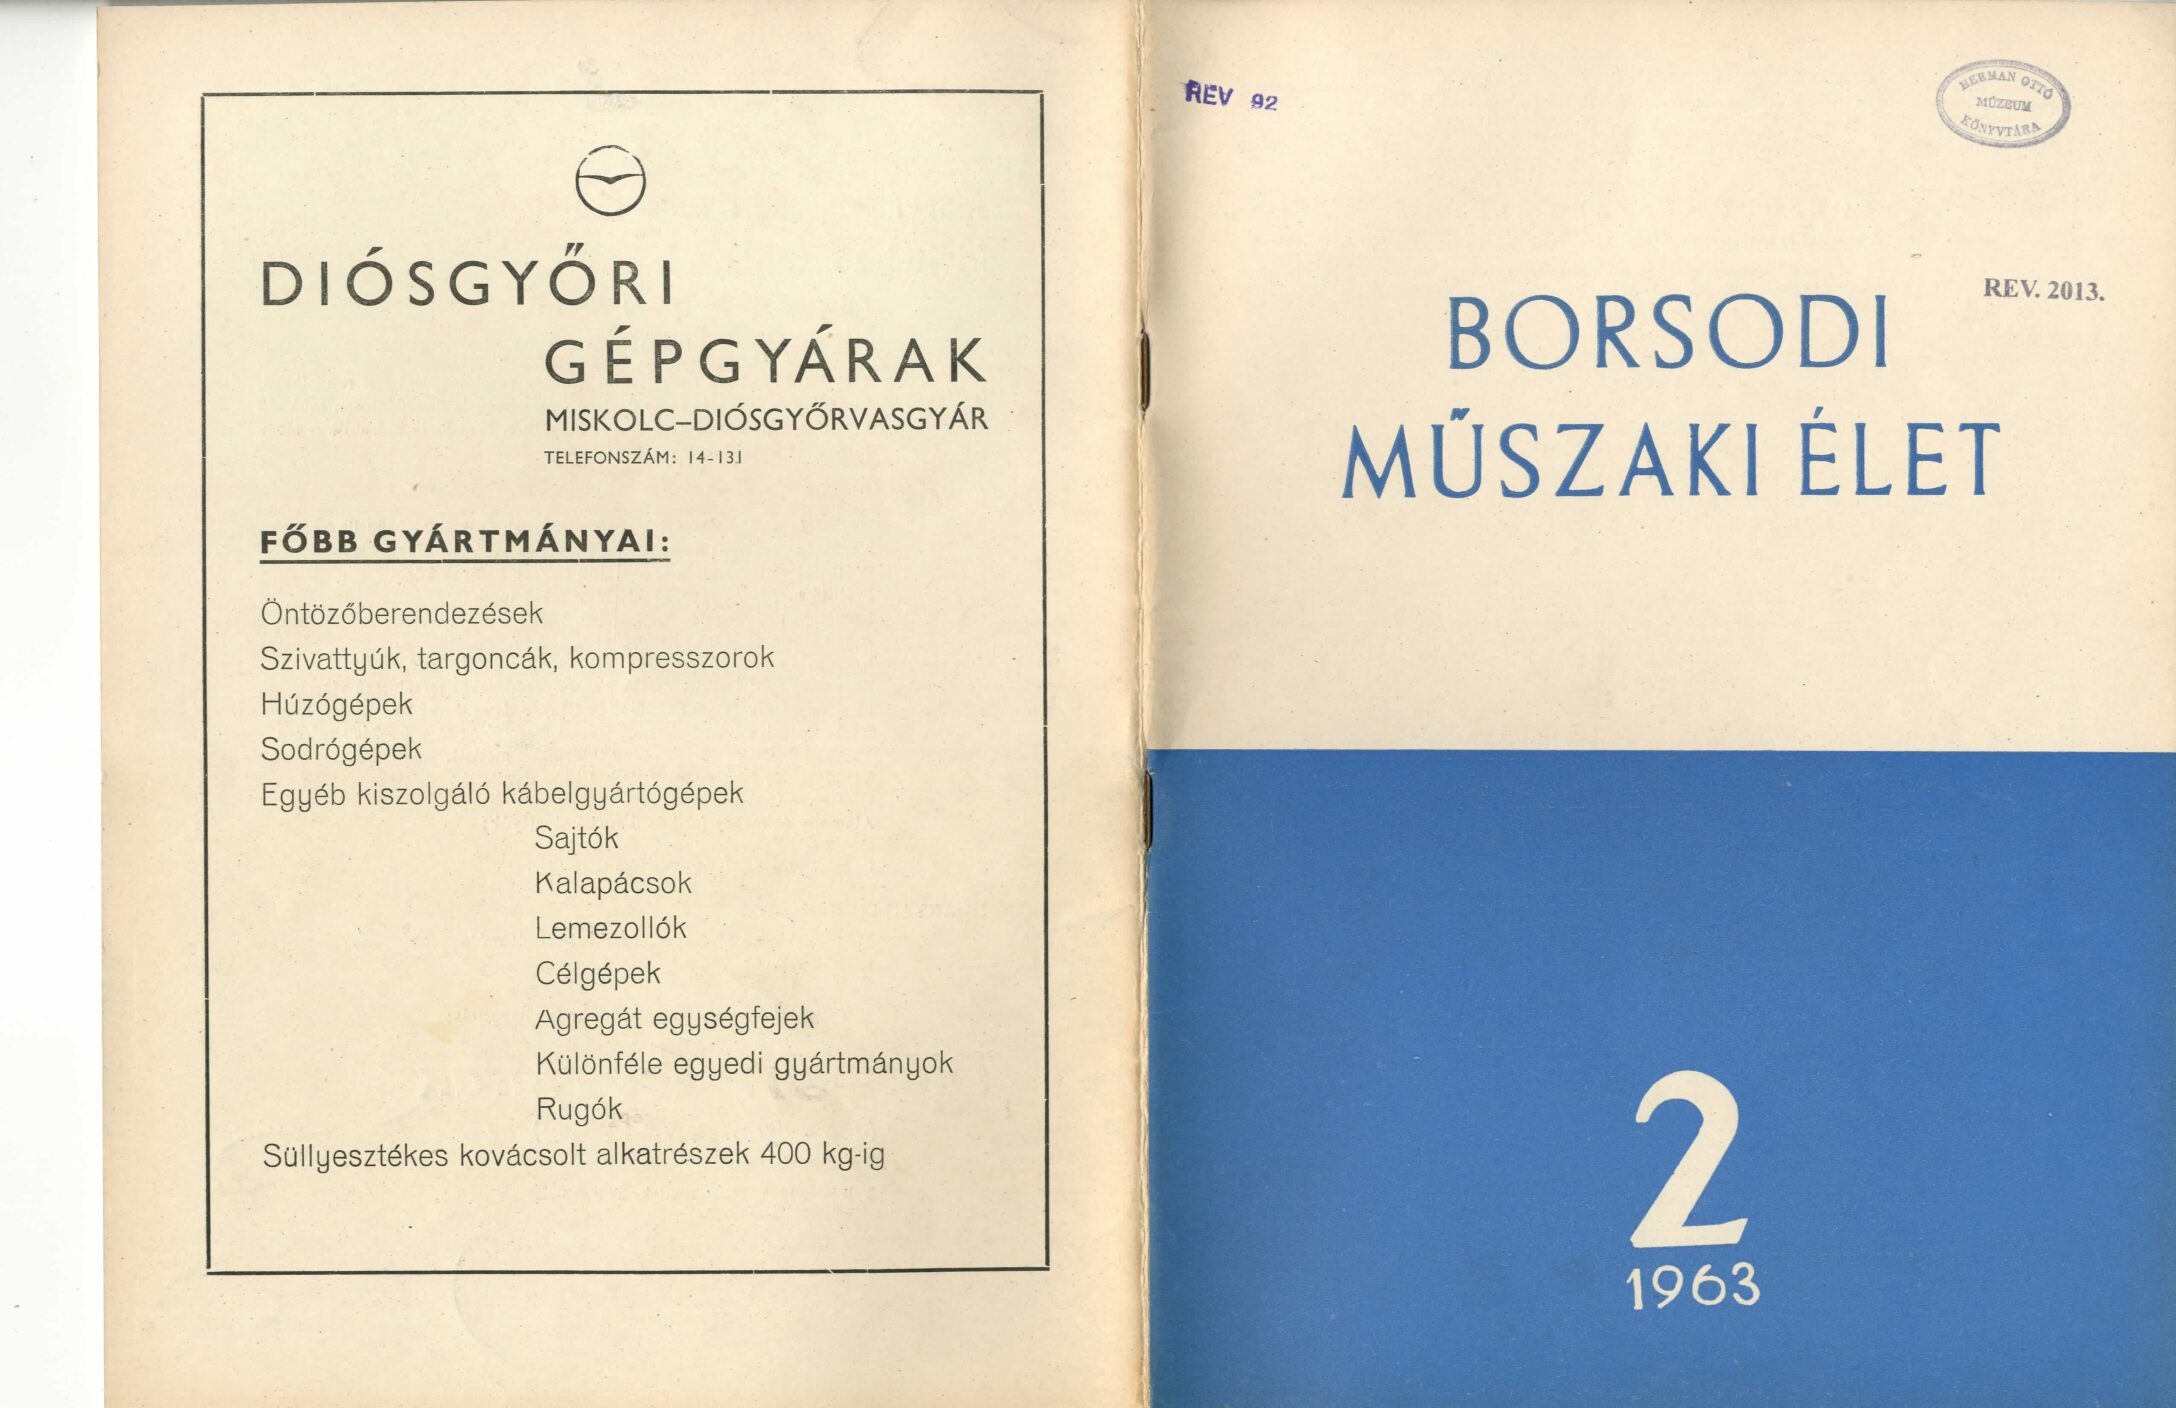 DIÓSGYŐRI
GÉPGYÁRAK
MISKOLC–DIÓSGYŐRVASGYÁR
TELEFONSZÁM: 14-131
FŐBB GYÁRTMÁNYAI:
Öntözőberendezések
Szivattyúk, targoncák, kompresszorok
Húzógépek
Sodrógépek
Egyéb kiszolgáló kábelgyártógépek
Sajtók
Kalapácsok
Lemezollók
Célgépek
Agregát egységfejek
Különféle egyedi gyártmányok
Rugók
Süllyesztékes kovácsolt alkatrészek 400 kg-ig
REV 92
HERMAN OTTÓ
MÚZEUM
KÖNYVTÁRA
REV. 2013.
BORSODI
MŰSZAKI ÉLET
2
1963